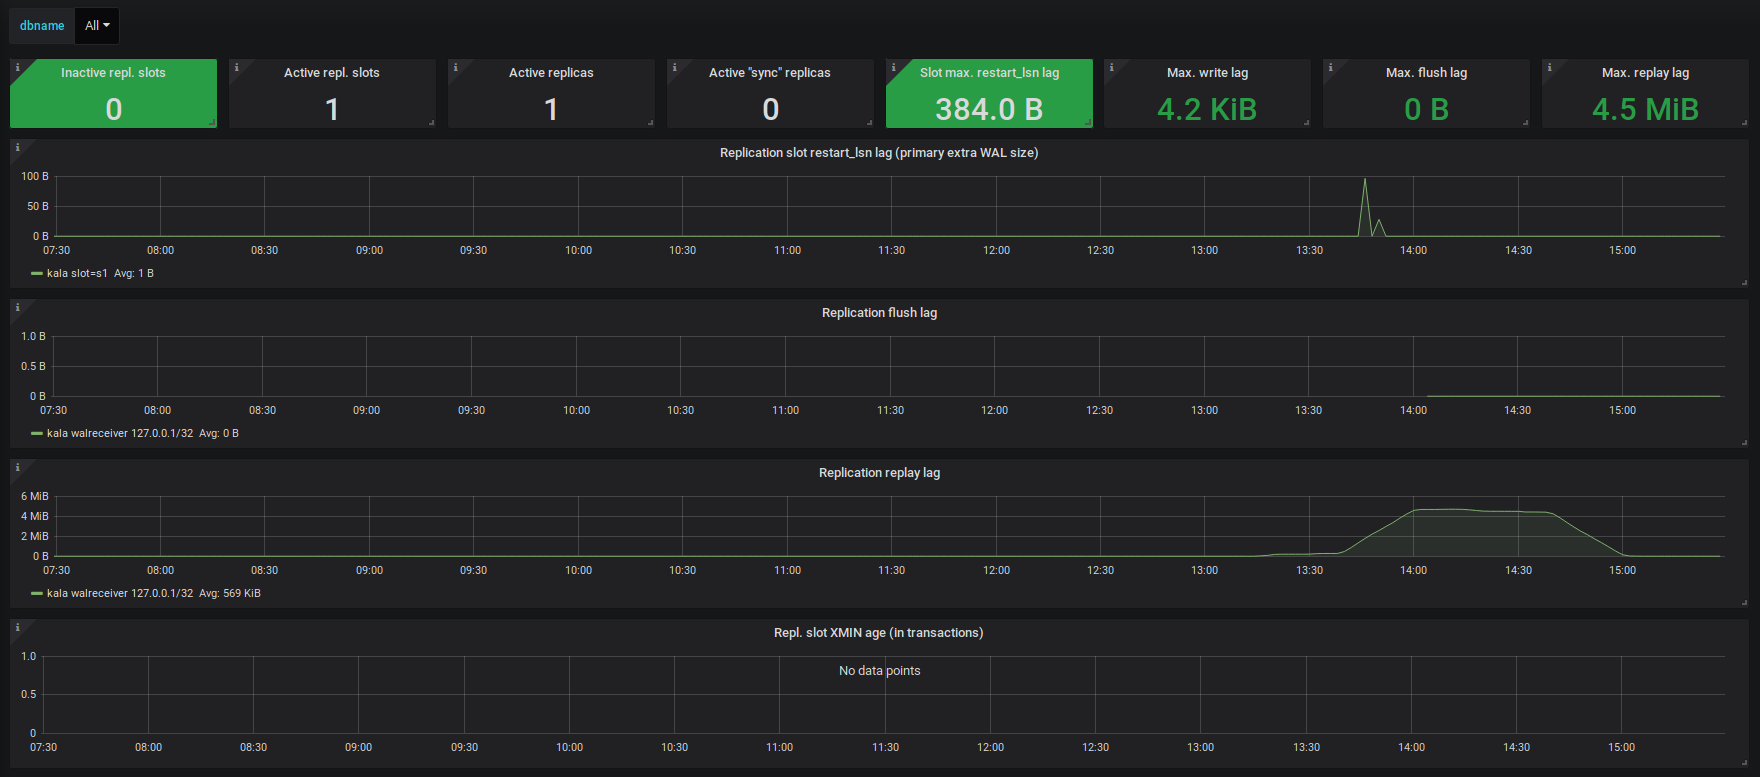 dbname All
Inactive repl. slots
0
Active repl. slots
1
Active replicas
1
Active "sync" replicas
0
Slot max. restart_lsn lag
384.0 B
Max. write lag
4.2 KiB
Max. flush lag
0 B
Max. replay lag
4.5 MiB
Replication slot restart_lsn lag (primary extra WAL size)
100 B
50 B
0 B
07:30 08:00 08:30 09:00 09:30 10:00 10:30 11:00 11:30 12:00 12:30 13:00 13:30 14:00 14:30 15:00
kala slot=s1 Avg: 1 B
Replication flush lag
1.0 B
0.5 B
0 B
07:30 08:00 08:30 09:00 09:30 10:00 10:30 11:00 11:30 12:00 12:30 13:00 13:30 14:00 14:30 15:00
kala walreceiver 127.0.0.1/32 Avg: 0 B
Replication replay lag
6 MiB
4 MiB
2 MiB
0 B
07:30 08:00 08:30 09:00 09:30 10:00 10:30 11:00 11:30 12:00 12:30 13:00 13:30 14:00 14:30 15:00
kala walreceiver 127.0.0.1/32 Avg: 569 KiB
Repl. slot XMIN age (in transactions)
1.0
No data points
0.5
0
07:30 08:00 08:30 09:00 09:30 10:00 10:30 11:00 11:30 12:00 12:30 13:00 13:30 14:00 14:30 15:00